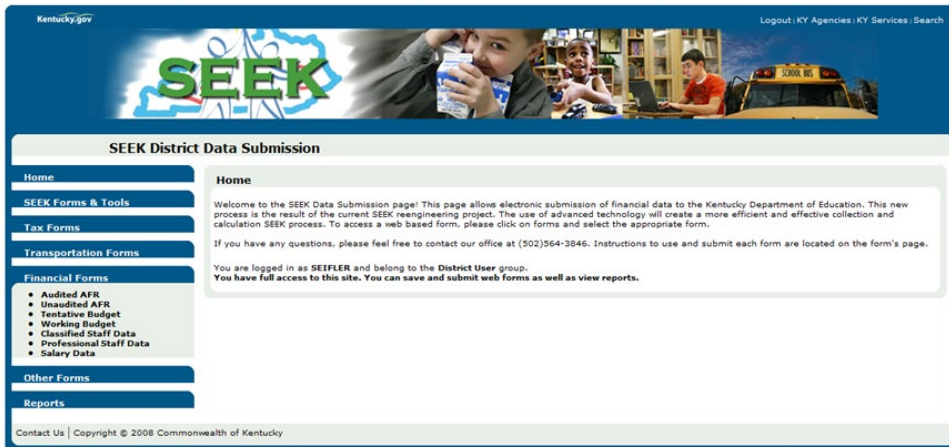 Kentucky.gov
Logout | KY Agencies | KY Services | Search
SEEK
SCHOOL BUS
SEEK District Data Submission
Home
SEEK Forms & Tools
Tax Forms
Transportation Forms
Financial Forms
• Audited AFR
• Unaudited AFR
• Tentative Budget
• Working Budget
• Classified Staff Data
• Professional Staff Data
• Salary Data
Other Forms
Reports
Home
Welcome to the SEEK Data Submission page! This page allows electronic submission of financial data to the Kentucky Department of Education. This new
process is the result of the current SEEK reengineering project. The use of advanced technology will create a more efficient and effective collection and
calculation SEEK process. To access a web based form, please click on forms and select the appropriate form.
If you have any questions, please feel free to contact our office at (502)564-3846. Instructions to use and submit each form are located on the form's page.
You are logged in as SEIFLER and belong to the District User group.
You have full access to this site. You can save and submit web forms as well as view reports.
Contact Us | Copyright © 2008 Commonwealth of Kentucky